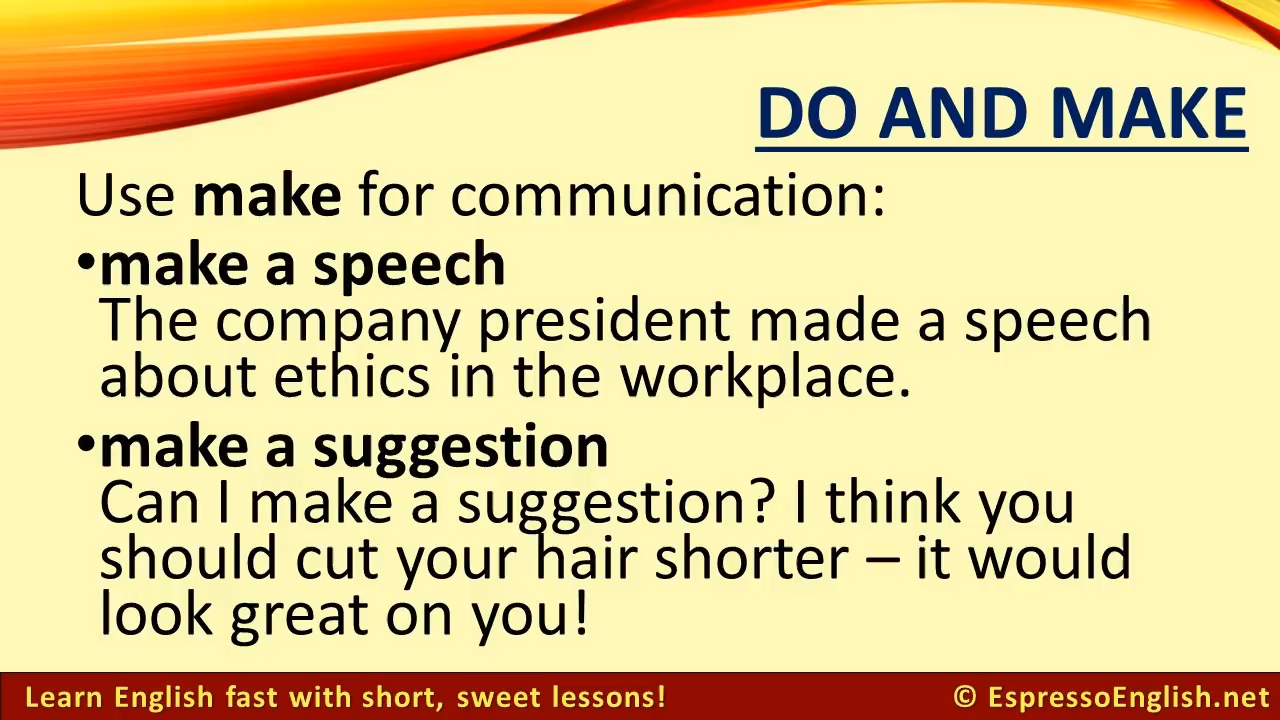 DO AND MAKE
Use make for communication:
•make a speech
The company president made a speech
about ethics in the workplace.
•make a suggestion
Can I make a suggestion? I think you
should cut your hair shorter – it would
look great on you!
Learn English fast with short, sweet lessons!
© EspressoEnglish.net